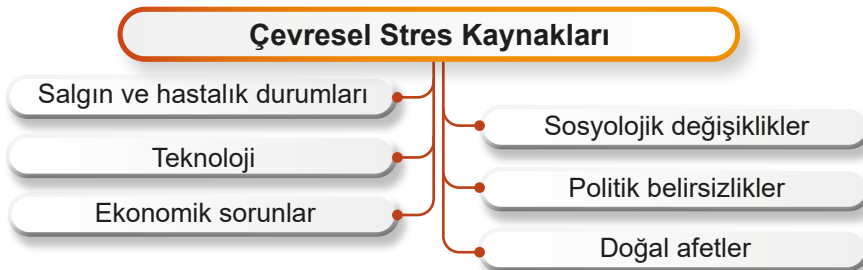 Çevresel Stres Kaynakları
Salgın ve hastalık durumları
Teknoloji
Ekonomik sorunlar
Sosyolojik değişiklikler
Politik belirsizlikler
Doğal afetler